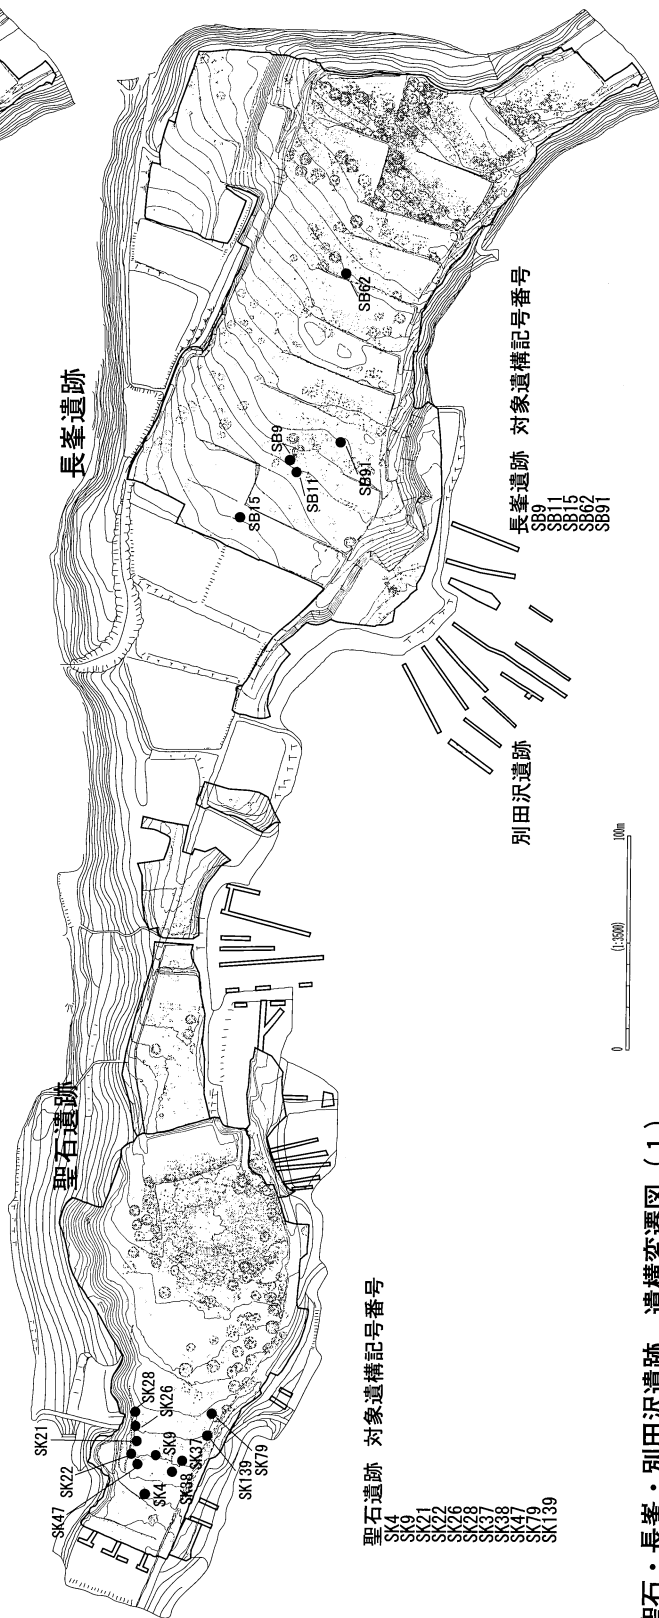 長峯遺跡
聖石遺跡
別田沢遺跡
SB62
SB9
SB11
SB91
SB15
長峯遺跡 対象遺構記号番号
SB9
SB11
SB15
SB62
SB91
SK28
SK26
SK21
SK22
SK47
SK9
SK4
SK38
SK37
SK139
SK79
聖石遺跡 対象遺構記号番号
SK4
SK9
SK21
SK22
SK26
SK28
SK37
SK38
SK47
SK79
SK139
0
(1:3500)
100m
聖石・長峯・別田沢遺跡 遺構変遷図(1)